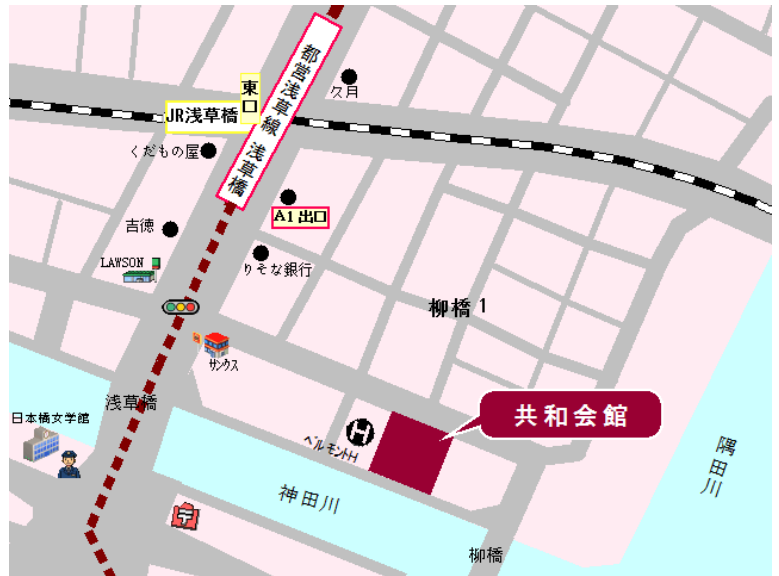 都営浅草線 浅草橋
東口
久月
JR浅草橋
くだもの屋
A1出口
吉徳
りそな銀行
LAWSON
柳橋1
サンクス
浅草橋
共和会館
日本橋文学館
ベルモントH
H
隅田川
神田川
〒
柳橋